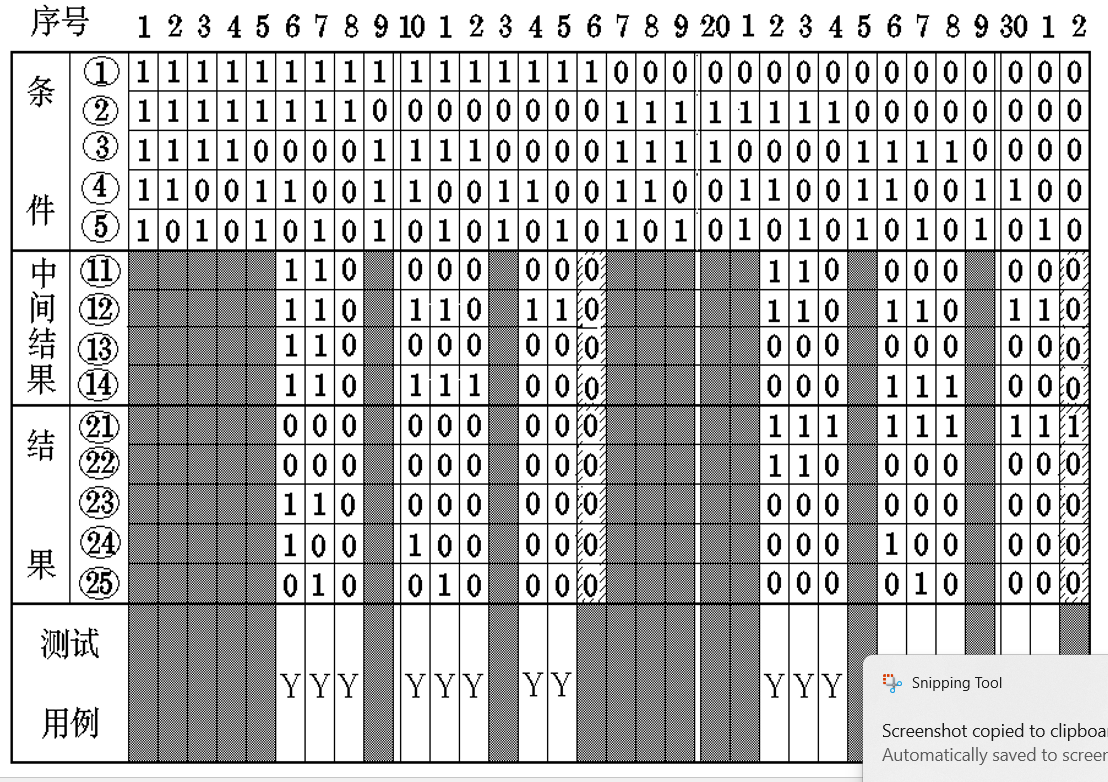 序号 1 2 3 4 5 6 7 8 9 10 1 2 3 4 5 6 7 8 9 20 1 2 3 4 5 6 7 8 9 30 1 2
条件
① 1 1 1 1 1 1 1 1 1 1 1 1 1 1 1 1 0 0 0 0 0 0 0 0 0 0 0 0 0 0 0 0
② 1 1 1 1 1 1 1 1 0 0 0 0 0 0 0 0 1 1 1 1 1 1 1 1 0 0 0 0 0 0 0 0
③ 1 1 1 1 0 0 0 0 1 1 1 1 0 0 0 0 1 1 1 1 0 0 0 0 1 1 1 1 0 0 0 0
④ 1 1 0 0 1 1 0 0 1 1 0 0 1 1 0 0 1 1 0 0 1 1 0 0 1 1 0 0 1 1 0 0
⑤ 1 0 1 0 1 0 1 0 1 0 1 0 1 0 1 0 1 0 1 0 1 0 1 0 1 0 1 0 1 0 1 0
中间结果
⑪ 1 1 0 0 0 0 0 0 0 1 1 0 0 0 0 0 0 0
⑫ 1 1 0 1 1 0 1 1 0 1 1 0 1 1 0 1 1 0
⑬ 1 1 0 0 0 0 0 0 0 0 0 0 0 0 0 0 0 0
⑭ 1 1 0 1 1 1 0 0 0 0 0 0 1 1 1 0 0 0
结果
㉑ 0 0 0 0 0 0 0 0 0 1 1 1 1 1 1 1 1 1
㉒ 0 0 0 0 0 0 0 0 0 1 1 0 0 0 0 0 0 0
㉓ 1 1 0 0 0 0 0 0 0 0 0 0 0 0 0 0 0 0
㉔ 1 0 0 1 0 0 0 0 0 0 0 0 1 0 0 0 0 0
㉕ 0 1 0 0 1 0 0 0 0 0 0 0 0 1 0 0 0 0
测试
用例
Y Y Y Y Y Y Y Y Y Y Y
Snipping Tool
Screenshot copied to clipboar
Automatically saved to screen